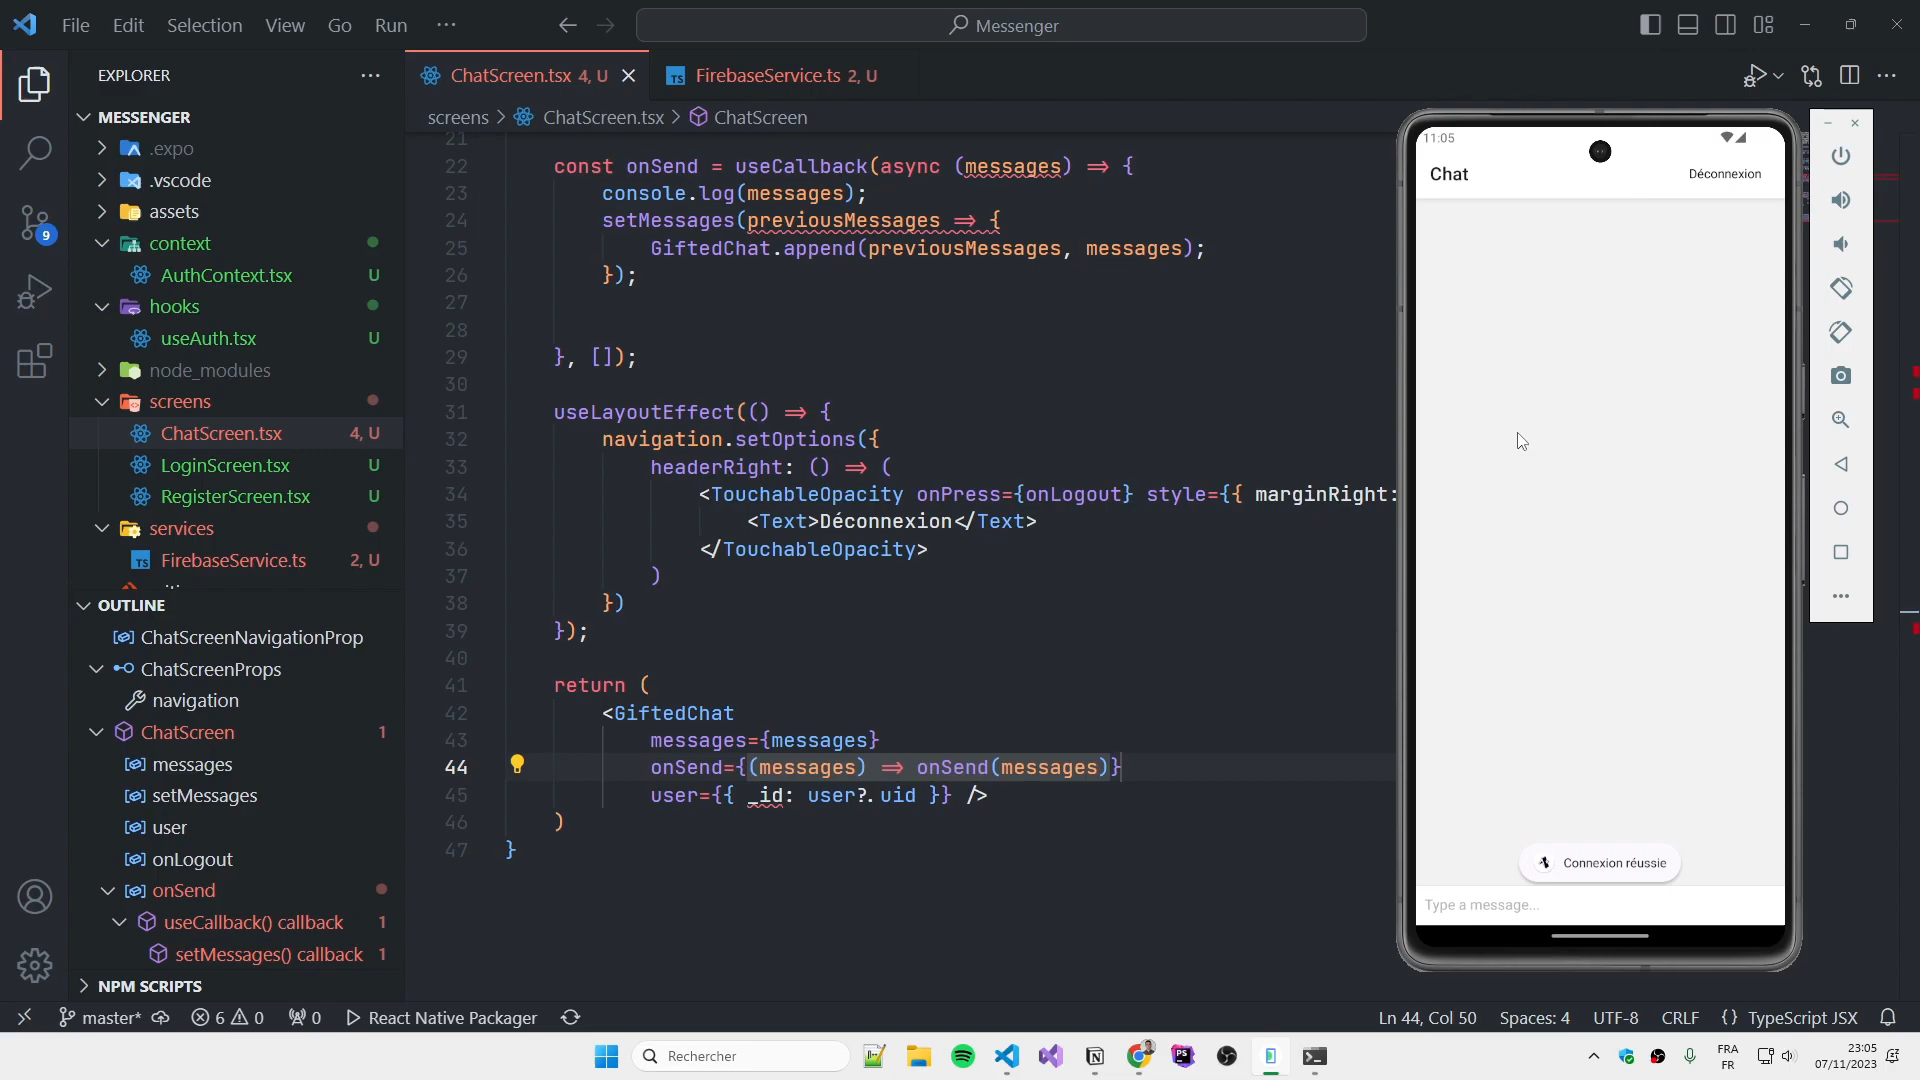 File Edit Selection View Go Run ···
Messenger
EXPLORER
MESSENGER
.expo
.vscode
assets
context
AuthContext.tsx U
hooks
useAuth.tsx U
node_modules
screens
ChatScreen.tsx 4, U
LoginScreen.tsx U
RegisterScreen.tsx U
services
FirebaseService.ts 2, U
OUTLINE
ChatScreenNavigationProp
ChatScreenProps
navigation
ChatScreen 1
messages
setMessages
user
onLogout
onSend
useCallback() callback 1
setMessages() callback 1
NPM SCRIPTS
ChatScreen.tsx 4, U
FirebaseService.ts 2, U
screens > ChatScreen.tsx > ChatScreen
21
22 const onSend = useCallback(async (messages) => {
23 console.log(messages);
24 setMessages(previousMessages => {
25 GiftedChat.append(previousMessages, messages);
26 });
27
28
29 }, []);
30
31 useLayoutEffect(() => {
32 navigation.setOptions({
33 headerRight: () => (
34 <TouchableOpacity onPress={onLogout} style={{ marginRight:
35 <Text>Déconnexion</Text>
36 </TouchableOpacity>
37 )
38 })
39 });
40
41 return (
42 <GiftedChat
43 messages={messages}
44 onSend={(messages) => onSend(messages)}
45 user={{ _id: user?.uid }} />
46 )
47 }
11:05
Chat
Déconnexion
Connexion réussie
Type a message...
master* 6 0 0 React Native Packager
Ln 44, Col 50 Spaces: 4 UTF-8 CRLF {} TypeScript JSX
9
Rechercher
FRA
FR
23:05
07/11/2023